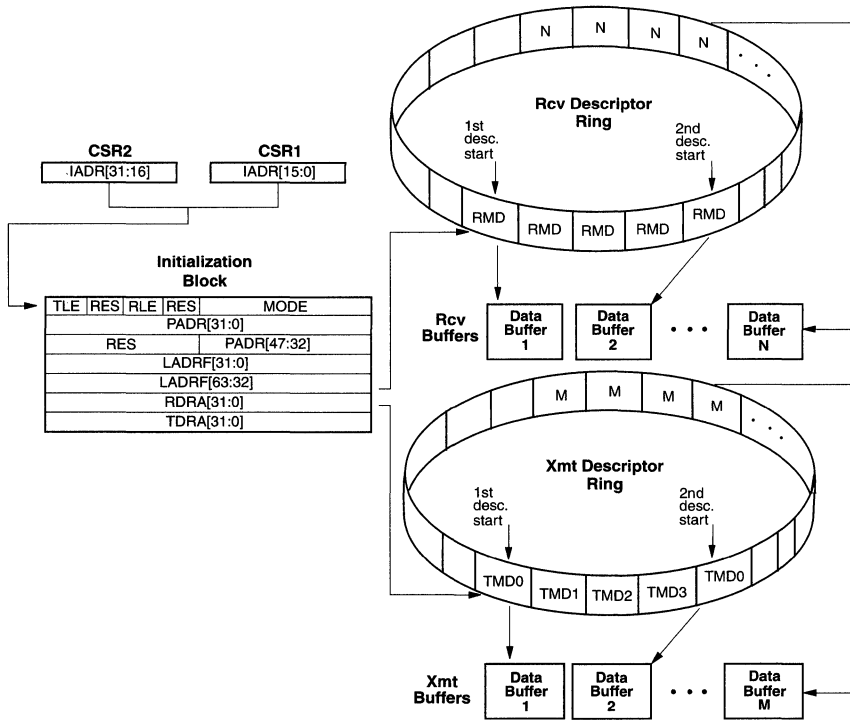 N N N N . . .
Rcv Descriptor
Ring
1st
desc.
start
2nd
desc.
start
CSR2
CSR1
IADR[31:16]
IADR[15:0]
RMD RMD RMD RMD RMD
Initialization
Block
TLE RES RLE RES MODE
PADR[31:0]
RES PADR[47:32]
LADRF[31:0]
LADRF[63:32]
RDRA[31:0]
TDRA[31:0]
Rcv
Buffers
Data
Buffer
1
Data
Buffer
2
• • •
Data
Buffer
N
M M M M . . .
Xmt Descriptor
Ring
1st
desc.
start
2nd
desc.
start
TMD0 TMD1 TMD2 TMD3 TMD0
Xmt
Buffers
Data
Buffer
1
Data
Buffer
2
• • •
Data
Buffer
M